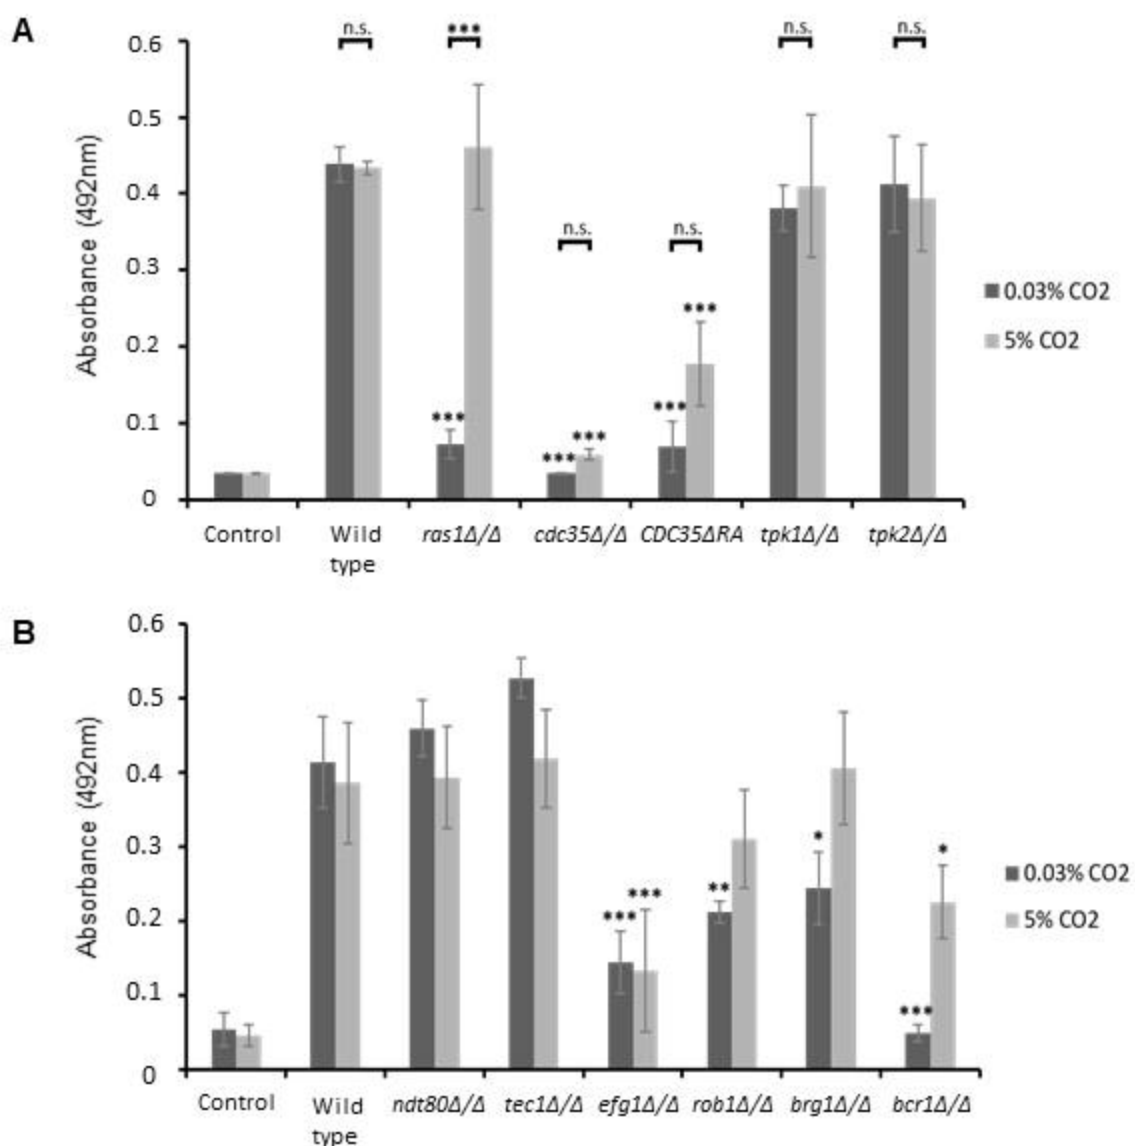 A
n.s.
***
n.s.
n.s.
0.6
0.5
0.4
0.3
0.2
0.1
0
Absorbance (492nm)
n.s.
n.s.
***
***
***
***
***
0.03% CO2
5% CO2
Control
Wild type
ras1Δ/Δ
cdc35Δ/Δ
CDC35ΔRA
tpk1Δ/Δ
tpk2Δ/Δ
B
0.6
0.5
0.4
0.3
0.2
0.1
0
Absorbance (492nm)
***
***
**
*
***
*
0.03% CO2
5% CO2
Control
Wild type
ndt80Δ/Δ
tec1Δ/Δ
efg1Δ/Δ
rob1Δ/Δ
brg1Δ/Δ
bcr1Δ/Δ